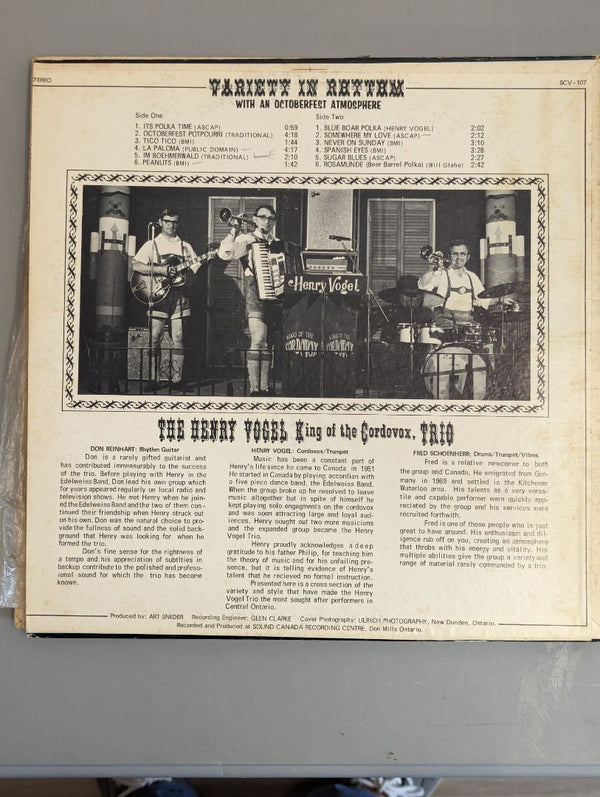 STEREO
SCV-107
VARIETY IN RHYTHM
WITH AN OCTOBERFEST ATMOSPHERE
Side One
1. ITS POLKA TIME (ASCAP) 0:59
2. OCTOBERFEST POTPOURRI (TRADITIONAL) 4:18
3. TICO TICO (BMI) 1:44
4. LA PALOMA (PUBLIC DOMAIN) 4:17
5. IM BOEHMERWALD (TRADITIONAL) 2:10
6. PEANUTS (BMI) 1:42
Side Two
1. BLUE BOAR POLKA (HENRY VOGEL) 2:02
2. SOMEWHERE MY LOVE (ASCAP) 2:12
3. NEVER ON SUNDAY (BMI) 3:10
4. SPANISH EYES (BMI) 3:28
5. SUGAR BLUES (ASCAP) 2:27
6. ROSAMUNDE (Beer Barrel Polka) (Bill Glahe) 2:42
Henry Vogel
KING OF THE
CORDOVOX
KING OF THE
CORDOVOX
THE HENRY VOGEL King of the Cordovox, TRIO
DON REINHART: Rhythm Guitar
Don is a rarely gifted guitarist and
has contributed immeasurably to the success
of the trio. Before playing with Henry in the
Edelweiss Band, Don lead his own group which
for years appeared regularly on local radio and
television shows. He met Henry when he join-
ed the Edelweiss Band and the two of them con-
tinued their friendship when Henry struck out
on his own. Don was the natural choice to pro-
vide the fullness of sound and the solid back-
ground that Henry was looking for when he
formed the trio.
Don's fine sense for the rightness of
a tempo and his appreciation of subtlies in
backup contribute to the polished and profess-
ional sound for which the trio has become
known.
HENRY VOGEL: Cordovox/Trumpet
Music has been a constant port of
Henry's life since he came to Canada in 1951
He started in Canada by playing accordian with
a five piece dance band, the Edelweiss Band.
When the group broke up he resolved to leave
music altogether but in spite of himself he
kept playing solo engagments on the cordovox
and was soon attracting large and loyal aud-
iences. Henry sought out two more musicians
and the expanded group became the Henry
Vogel Trio.
Henry proudly acknowledges a deep
gratitude to his father Philip, for teaching him
the theory of music and for his unfailing pre-
sence, but it is telling evidence of Henry's
talent that he recieved no formal instruction.
Presented here is a cross section of the
variety and style that have made the Henry
Vogel Trio the most sought after performers in
Central Ontario.
FRED SCHOENHERR: Drums/Trumpet/Vibes
Fred is a relative newcomer to both
the group and Canada. He emigrated from Ger-
many in 1969 and settled in the Kitchener
Waterloo area. His talents as a very versa-
tile and capable performer were quickly app-
reciated by the group and his services were
recruited forthwith.
Fred is one of those people who is just
great to have around. His enthusiasm and dil-
igence rub off on you, creating an atmosphere
that throbs with his energy and vitality. His
multiple abilities give the group a variety and
range of material rarely commanded by a trio.
Produced by: ART SNIDER Recording Engineer: GLEN CLARKE Cover Photography: ULRICH PHOTOGRAPHY, New Dundee, Ontario.
Recorded and Produced at SOUND CANADA RECORDING CENTRE, Don Mills Ontario.